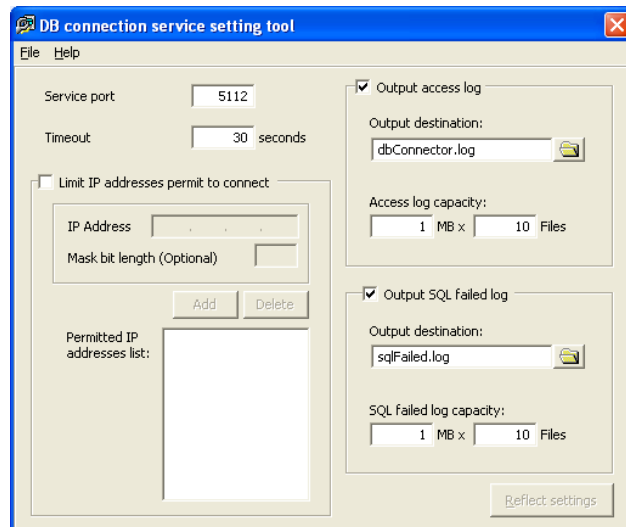 DB connection service setting tool
File Help
Service port 5112
Timeout 30 seconds
Limit IP addresses permit to connect
IP Address . . .
Mask bit length (Optional)
Add Delete
Permitted IP
addresses list:
Output access log
Output destination:
dbConnector.log
Access log capacity:
1 MB x 10 Files
Output SQL failed log
Output destination:
sqlFailed.log
SQL failed log capacity:
1 MB x 10 Files
Reflect settings